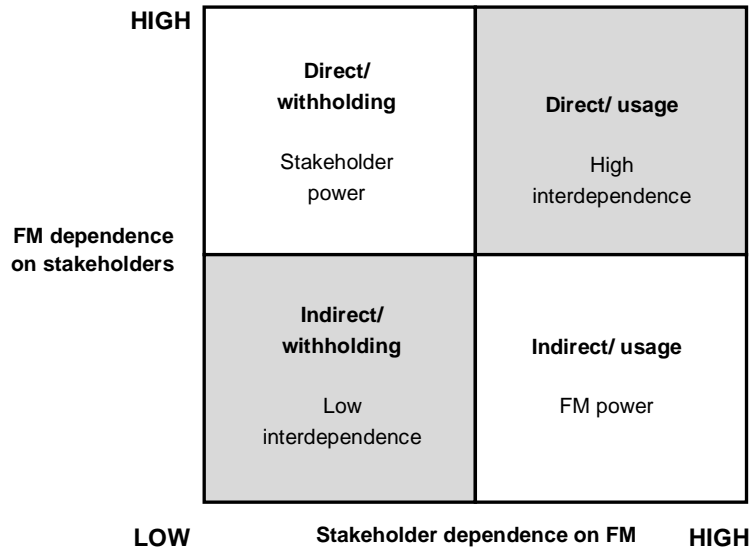 HIGH
Direct/
withholding
Stakeholder
power
Direct/ usage
High
interdependence
FM dependence
on stakeholders
Indirect/
withholding
Low
interdependence
Indirect/ usage
FM power
LOW
Stakeholder dependence on FM
HIGH